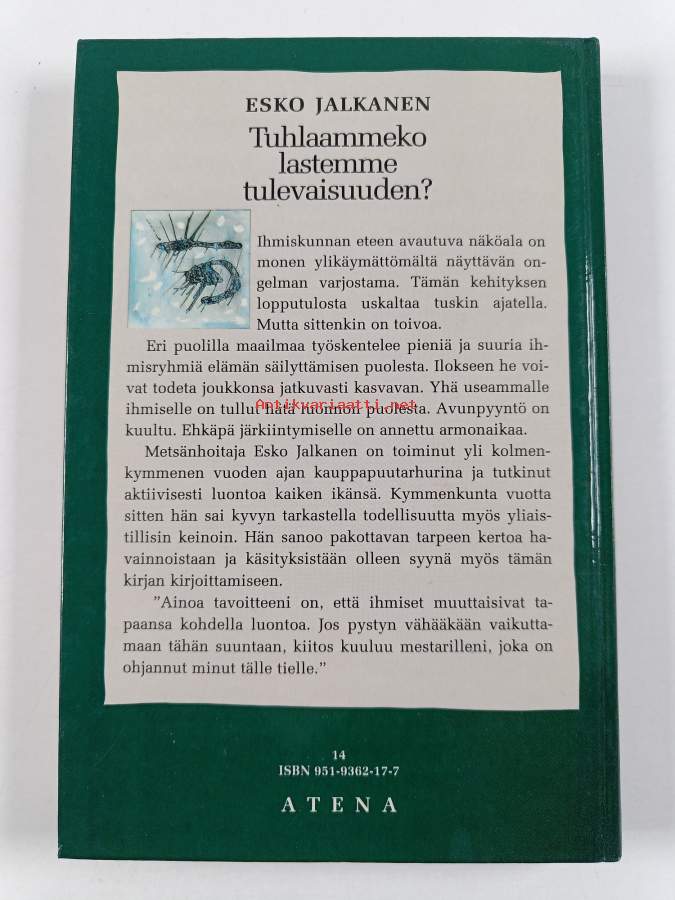 ESKO JALKANEN
Tuhlaammeko
lastemme
tulevaisuuden?
Ihmiskunnan eteen avautuva näköala on
monen ylikäymättömältä näyttävän on-
gelman varjostama. Tämän kehityksen
lopputulosta uskaltaa tuskin ajatella.
Mutta sittenkin on toivoa.
Eri puolilla maailmaa työskentelee pieniä ja suuria ih-
misryhmiä elämän säilyttämisen puolesta. Ilokseen he voi-
vat todeta joukkonsa jatkuvasti kasvavan. Yhä useammalle
Antikvariaatti.net
ihmiselle on tullut hätä luonnon puolesta. Avunpyyntö on
kuultu. Ehkäpä järkiintymiselle on annettu armonaikaa.
Metsänhoitaja Esko Jalkanen on toiminut yli kolmen-
kymmenen vuoden ajan kauppapuutarhurina ja tutkinut
aktiivisesti luontoa kaiken ikänsä. Kymmenkunta vuotta
sitten hän sai kyvyn tarkastella todellisuutta myös yliais-
tillisin keinoin. Hän sanoo pakottavan tarpeen kertoa ha-
vainnoistaan ja käsityksistään olleen syynä myös tämän
kirjan kirjoittamiseen.
”Ainoa tavoitteeni on, että ihmiset muuttaisivat ta-
paansa kohdella luontoa. Jos pystyn vähääkään vaikutta-
maan tähän suuntaan, kiitos kuuluu mestarilleni, joka on
ohjannut minut tälle tielle.”
14
ISBN 951-9362-17-7
ATENA